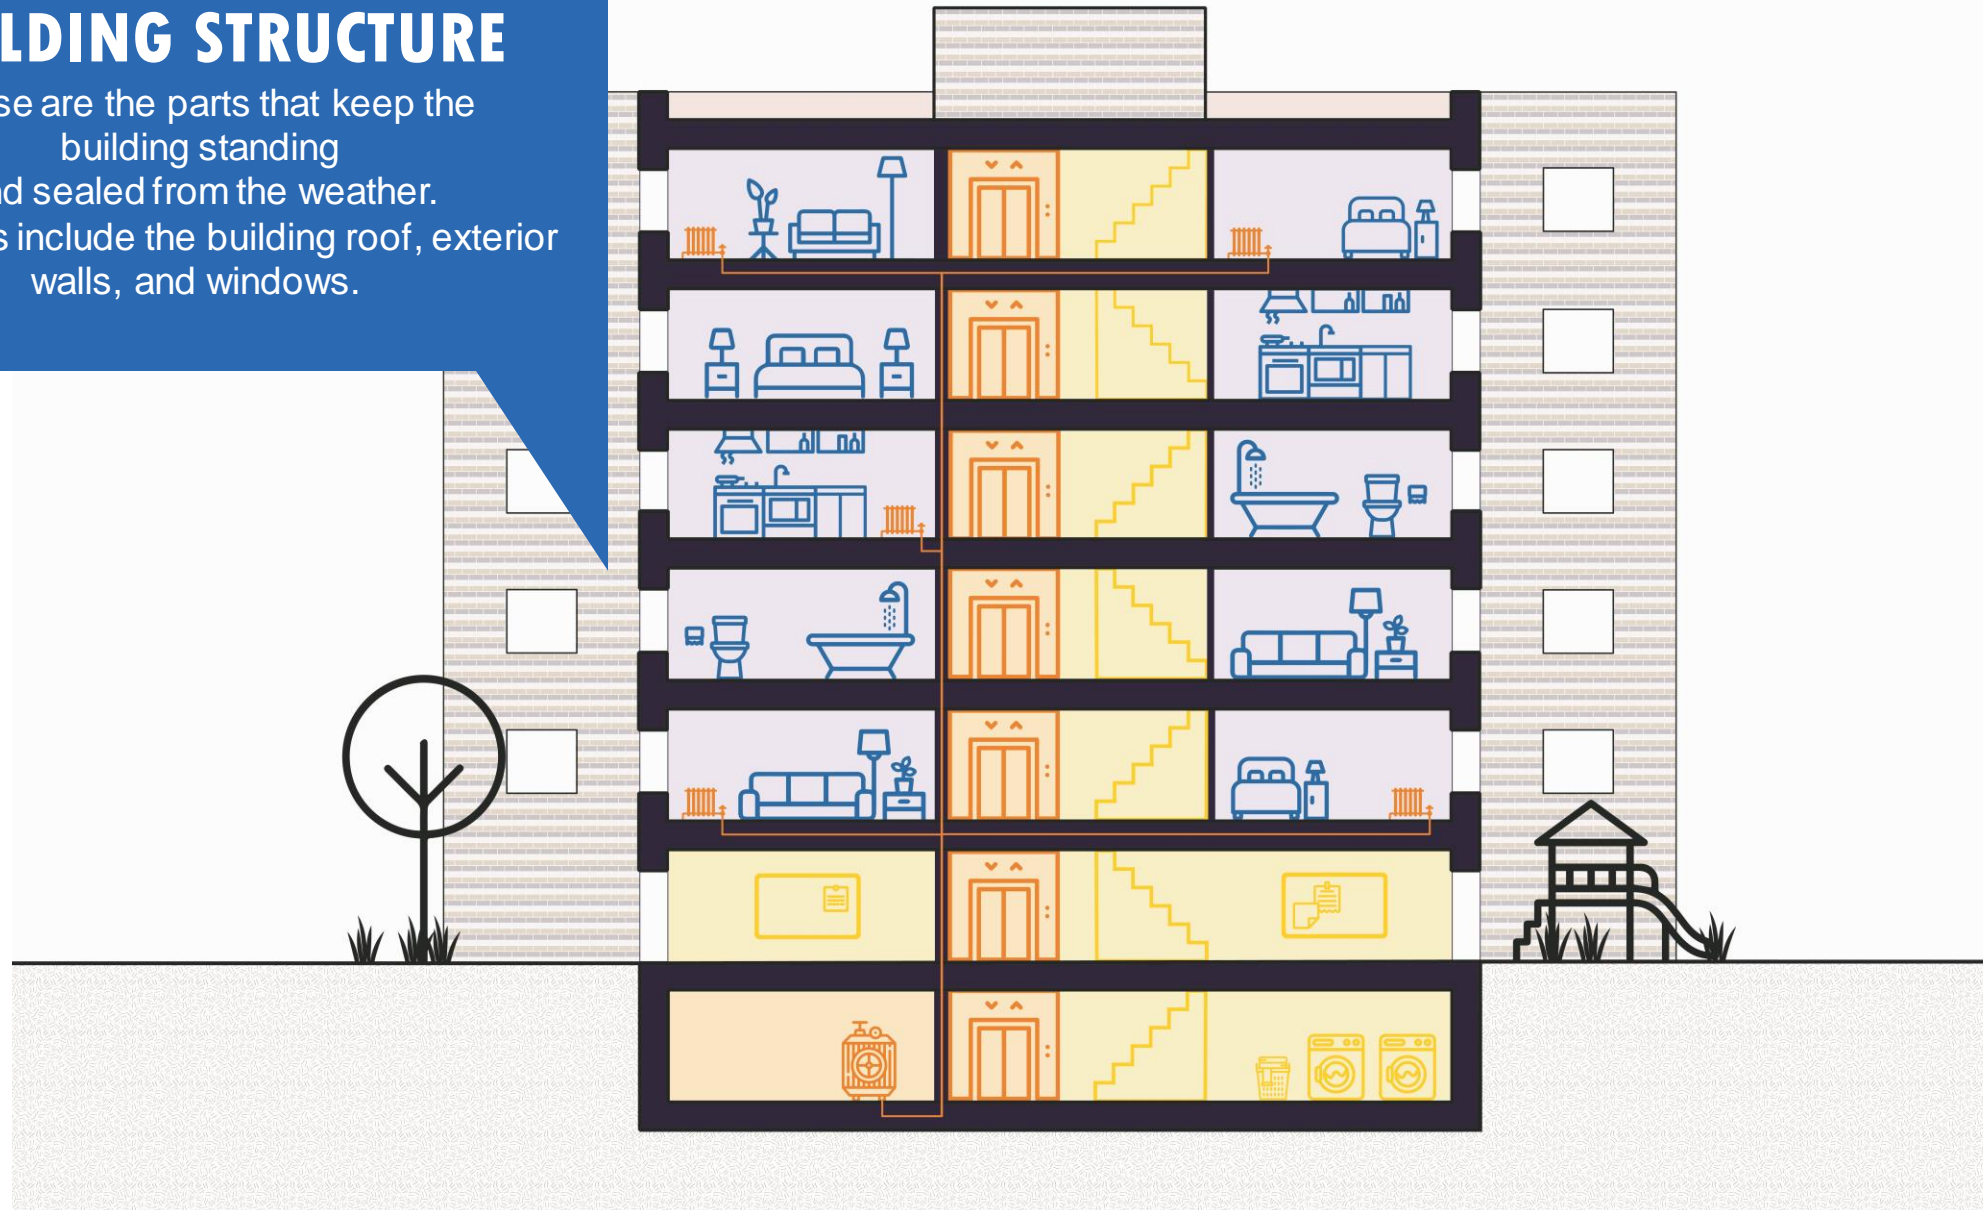 LDING STRUCTURE
se are the parts that keep the
building standing
d sealed from the weather.
s include the building roof, exterior
walls, and windows.